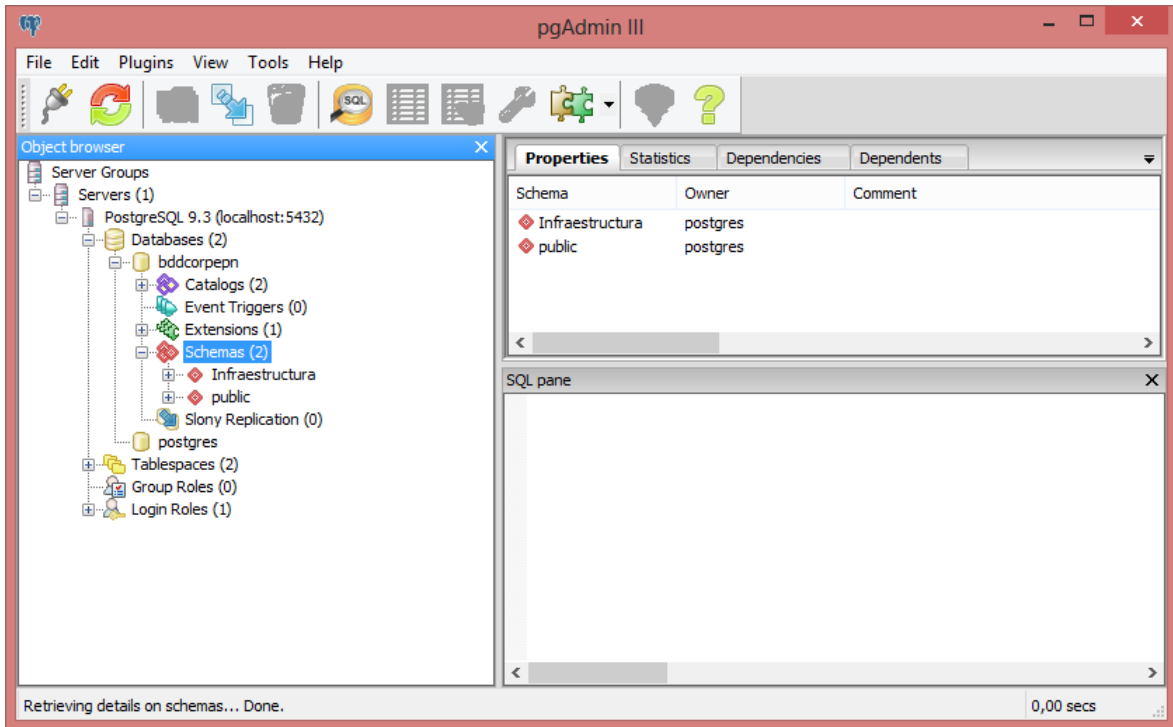 pgAdmin III
File Edit Plugins View Tools Help
SQL
Object browser
Server Groups
Servers (1)
PostgreSQL 9.3 (localhost:5432)
Databases (2)
bddcorpepn
Catalogs (2)
Event Triggers (0)
Extensions (1)
Schemas (2)
Infraestructura
public
Slony Replication (0)
postgres
Tablespaces (2)
Group Roles (0)
Login Roles (1)
Properties Statistics Dependencies Dependents
Schema Owner Comment
Infraestructura postgres
public postgres
SQL pane
Retrieving details on schemas... Done. 0,00 secs